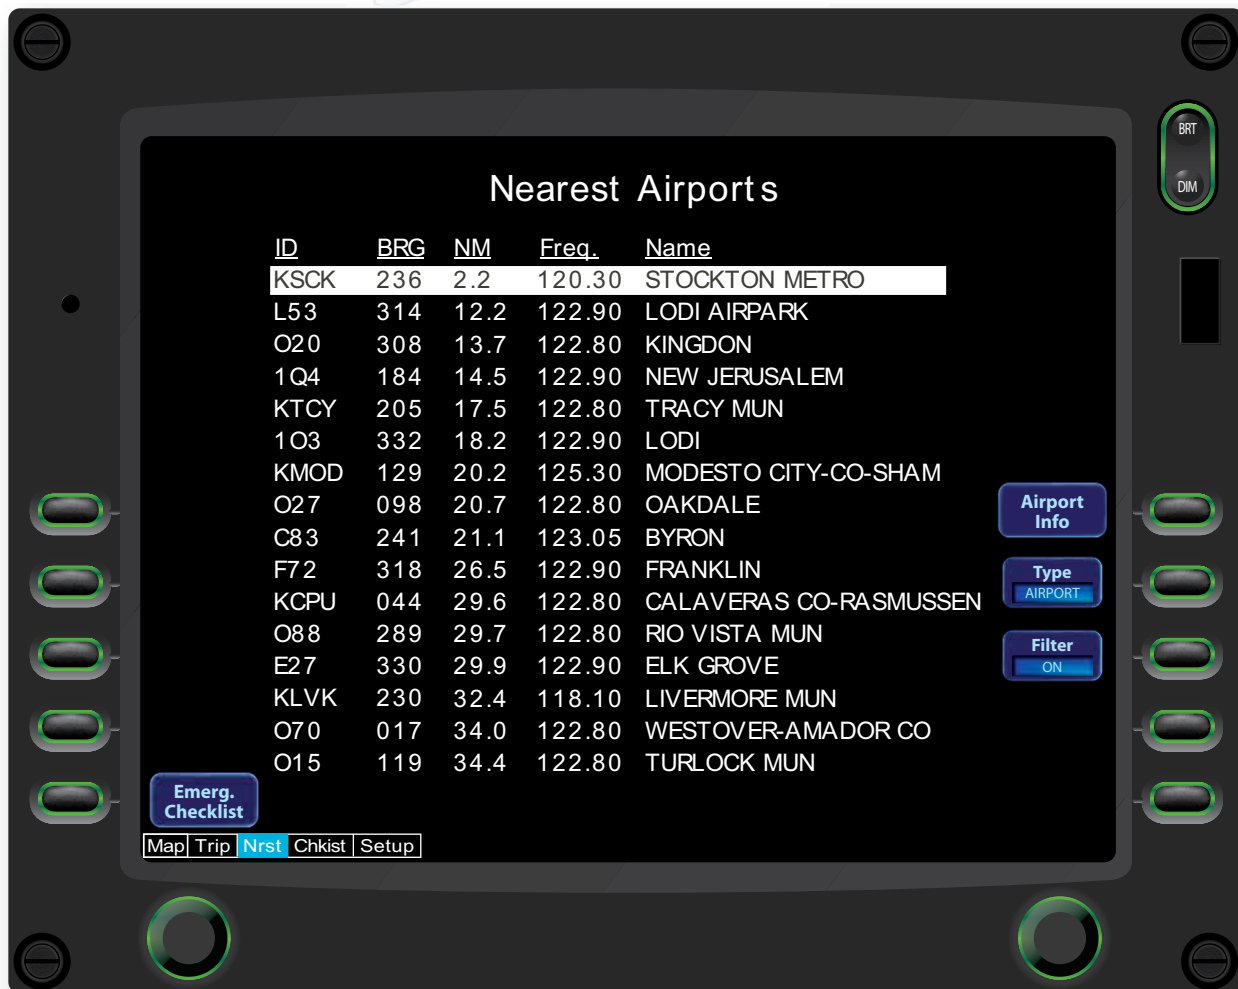 BRT
DIM
Nearest Airports
ID BRG NM Freq. Name
KSCK 236 2.2 120.30 STOCKTON METRO
L53 314 12.2 122.90 LODI AIRPARK
O20 308 13.7 122.80 KINGDON
1Q4 184 14.5 122.90 NEW JERUSALEM
KTCY 205 17.5 122.80 TRACY MUN
1O3 332 18.2 122.90 LODI
KMOD 129 20.2 125.30 MODESTO CITY-CO-SHAM
O27 098 20.7 122.80 OAKDALE
C83 241 21.1 123.05 BYRON
F72 318 26.5 122.90 FRANKLIN
KCPU 044 29.6 122.80 CALAVERAS CO-RASMUSSEN
O88 289 29.7 122.80 RIO VISTA MUN
E27 330 29.9 122.90 ELK GROVE
KLVK 230 32.4 118.10 LIVERMORE MUN
O70 017 34.0 122.80 WESTOVER-AMADOR CO
O15 119 34.4 122.80 TURLOCK MUN
Airport
Info
Type
AIRPORT
Filter
ON
Emerg.
Checklist
Map Trip Nrst Chkist Setup